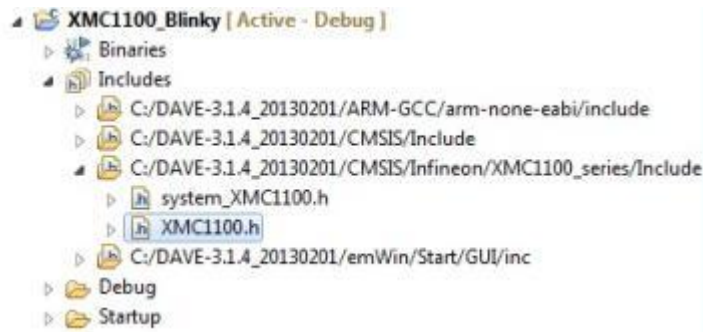 XMC1100_Blinky [ Active - Debug ]
Binaries
Includes
C:/DAVE-3.1.4_20130201/ARM-GCC/arm-none-eabi/include
C:/DAVE-3.1.4_20130201/CMSIS/Include
C:/DAVE-3.1.4_20130201/CMSIS/Infineon/XMC1100_series/Include
system_XMC1100.h
XMC1100.h
C:/DAVE-3.1.4_20130201/emWin/Start/GUI/inc
Debug
Startup